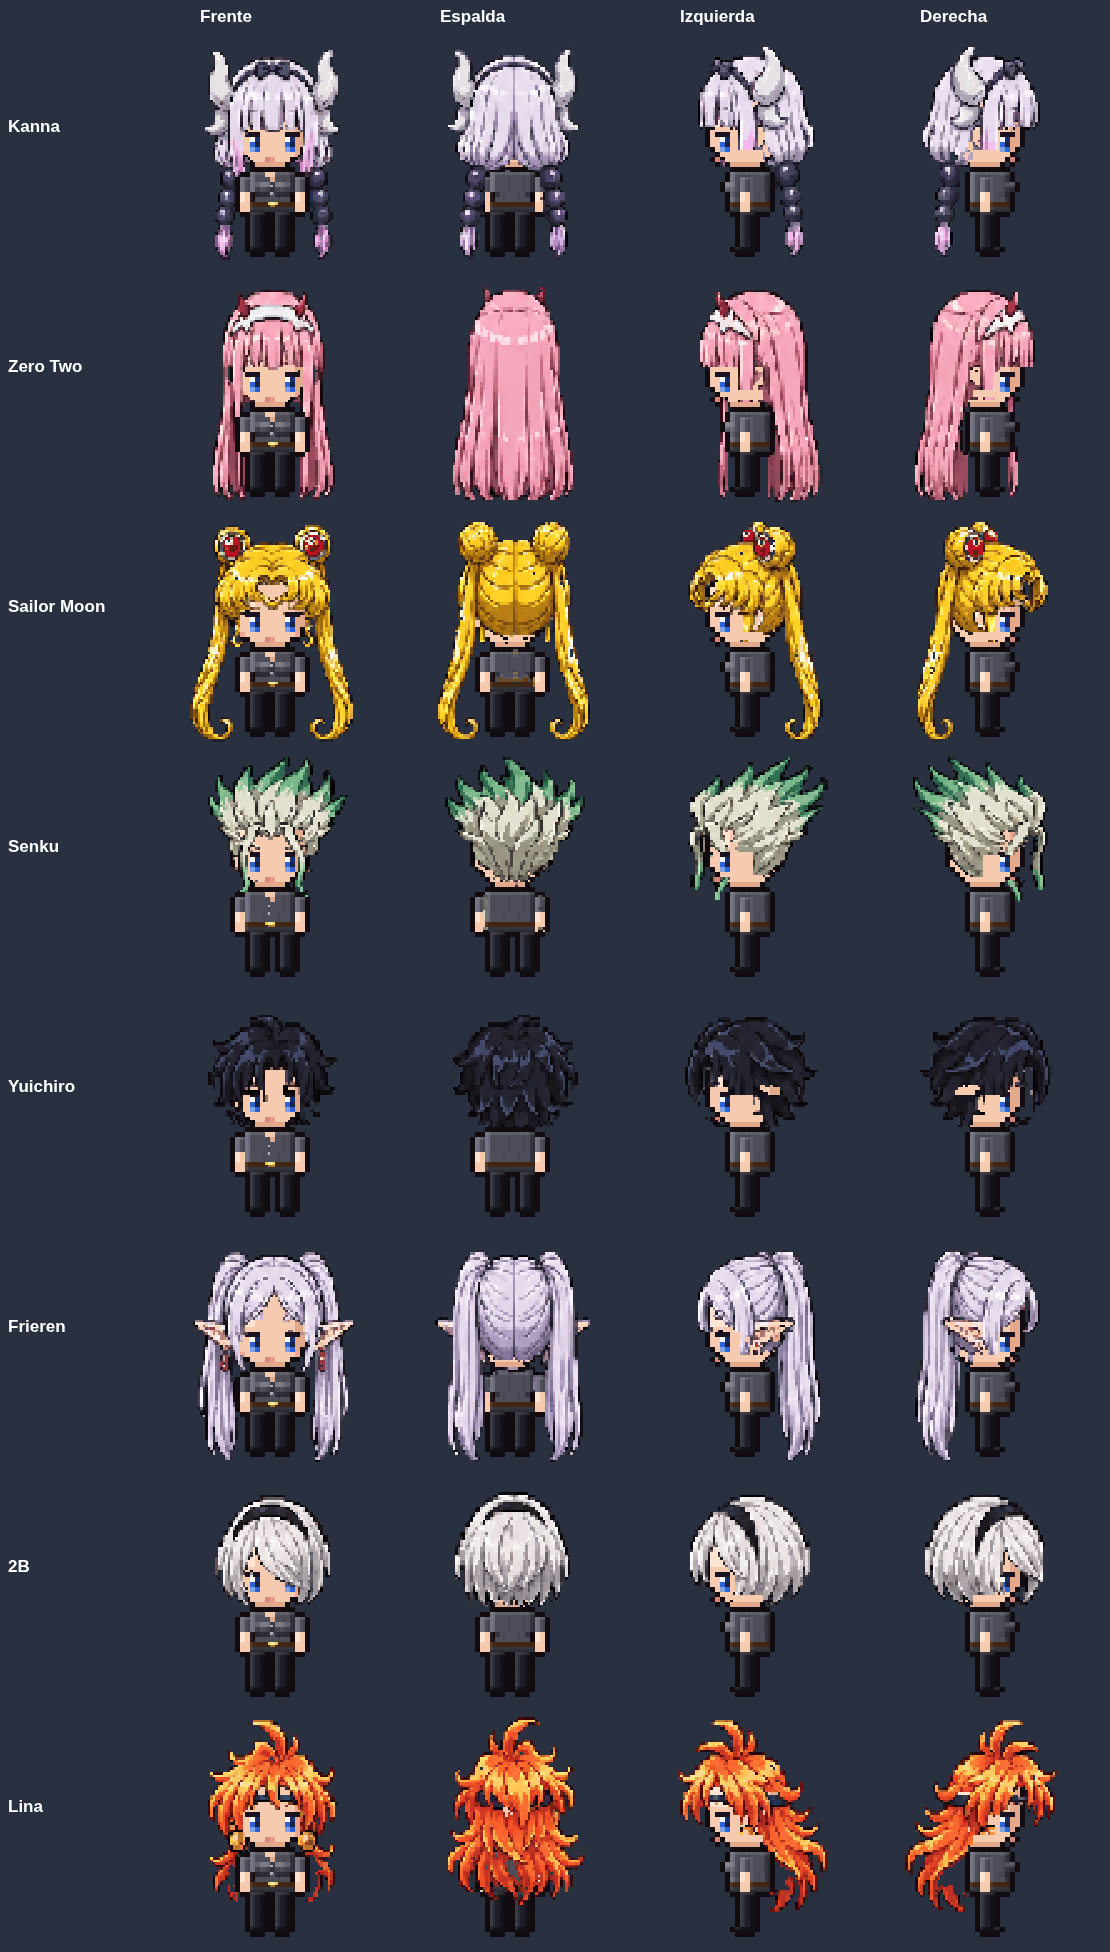 Frente Espalda Izquierda Derecha
Kanna
Zero Two
Sailor Moon
Senku
Yuichiro
Frieren
2B
Lina